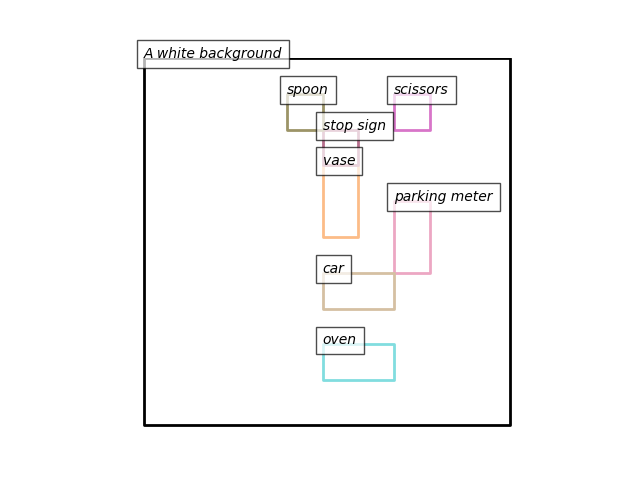 A white background
spoon
scissors
stop sign
vase
parking meter
car
oven